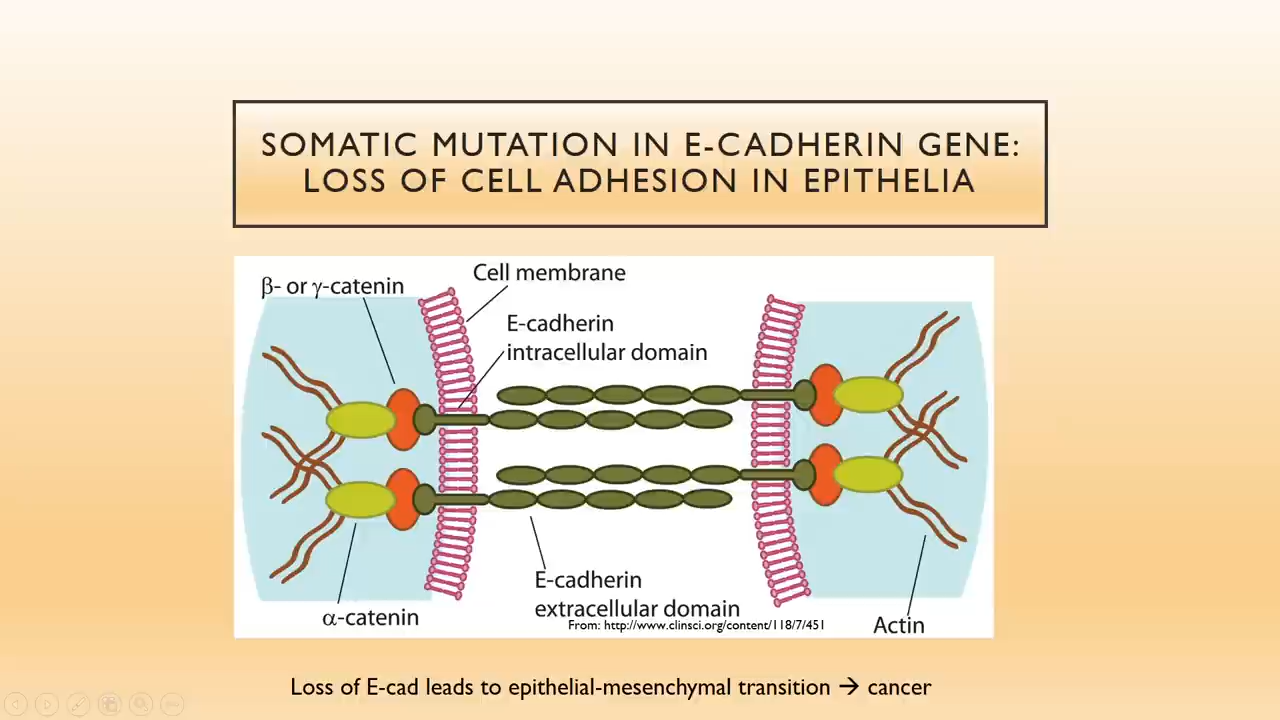 SOMATIC MUTATION IN E-CADHERIN GENE:
LOSS OF CELL ADHESION IN EPITHELIA
β- or γ-catenin
Cell membrane
E-cadherin
intracellular domain
E-cadherin
extracellular domain
From: http://www.clinsci.org/content/118/7/451
α-catenin
Actin
Loss of E-cad leads to epithelial-mesenchymal transition → cancer